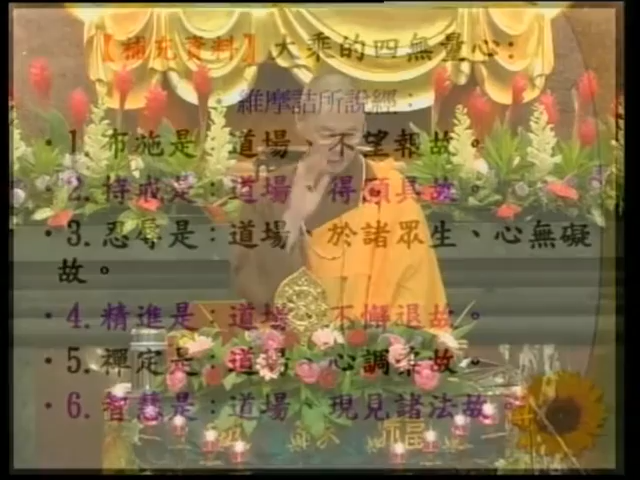 【補充資料】大乘的四無量心:
維摩詰所說經:
・1. 布施是:道場、不望報故。
・2. 持戒是:道場、得願具故。
・3. 忍辱是:道場、於諸眾生、心無礙
故。
・4. 精進是:道場、不懈退故。
・5. 禪定是:道場、心調柔故。
・6. 智慧是:道場、現見諸法故。